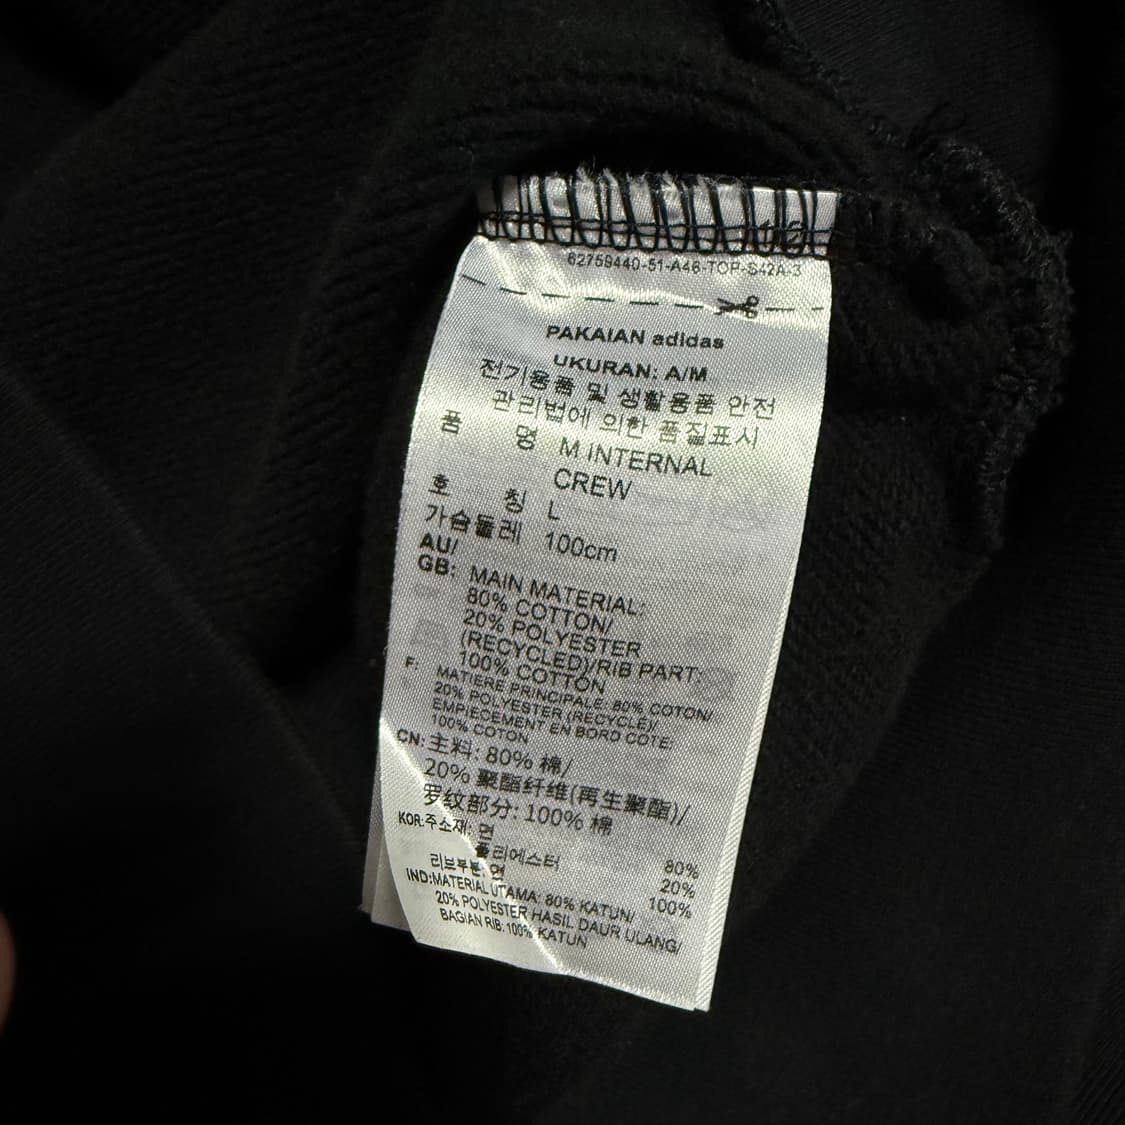 62759440-51-A46-TOP-S42A-3
PAKAIAN adidas
UKURAN: A/M
전기용품 및 생활용품 안전
관리법에 의한 품질표시
품 명 M INTERNAL
CREW
호 칭 L
가슴둘레 100cm
AU/
GB: MAIN MATERIAL:
80% COTTON/
20% POLYESTER
(RECYCLED)/RIB PART:
100% COTTON
F: MATIERE PRINCIPALE: 80% COTON/
20% POLYESTER (RECYCLE)/
EMPIECEMENT EN BORD COTE:
100% COTON
CN: 主料: 80% 棉/
20% 聚酯纤维(再生聚酯)/
罗纹部分: 100% 棉
KOR:주소재: 면 80%
폴리에스터 20%
리브부분: 면 100%
IND:MATERIAL UTAMA: 80% KATUN/
20% POLYESTER HASIL DAUR ULANG/
BAGIAN RIB: 100% KATUN